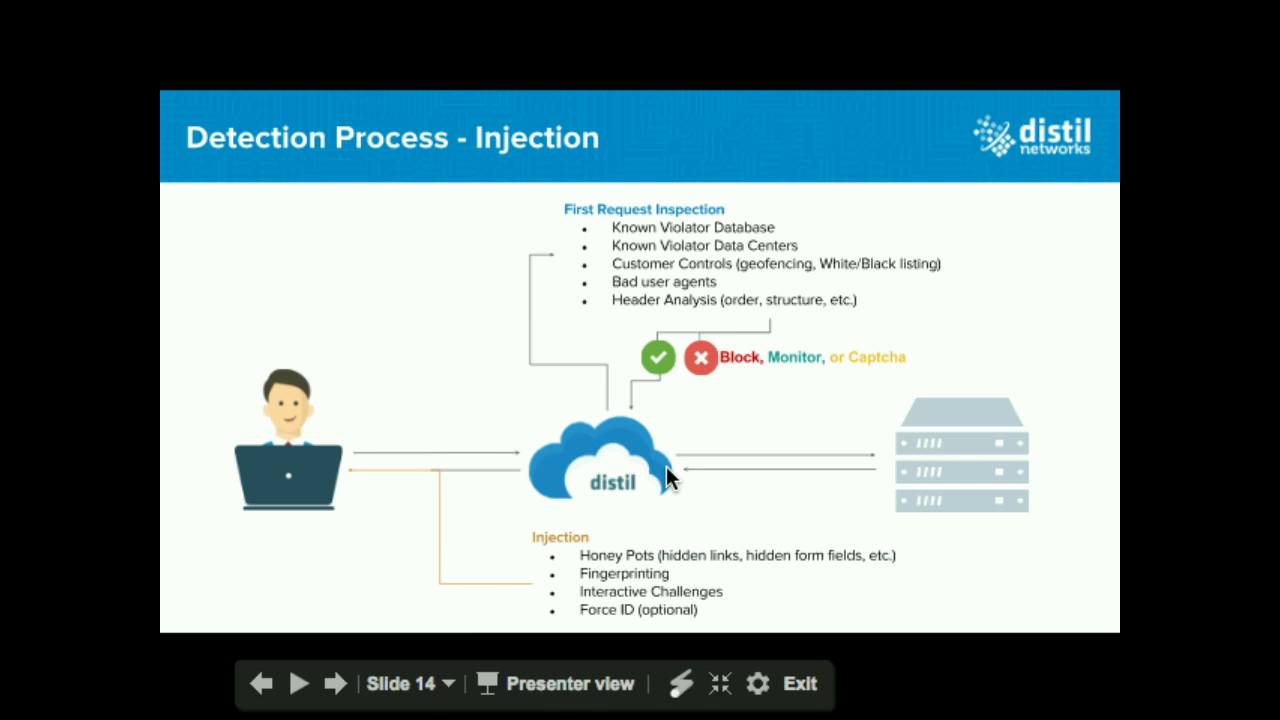 Detection Process - Injection
distil
networks
First Request Inspection
• Known Violator Database
• Known Violator Data Centers
• Customer Controls (geofencing, White/Black listing)
• Bad user agents
• Header Analysis (order, structure, etc.)
Block, Monitor, or Captcha
distil
Injection
• Honey Pots (hidden links, hidden form fields, etc.)
• Fingerprinting
• Interactive Challenges
• Force ID (optional)
Slide 14 Presenter view Exit